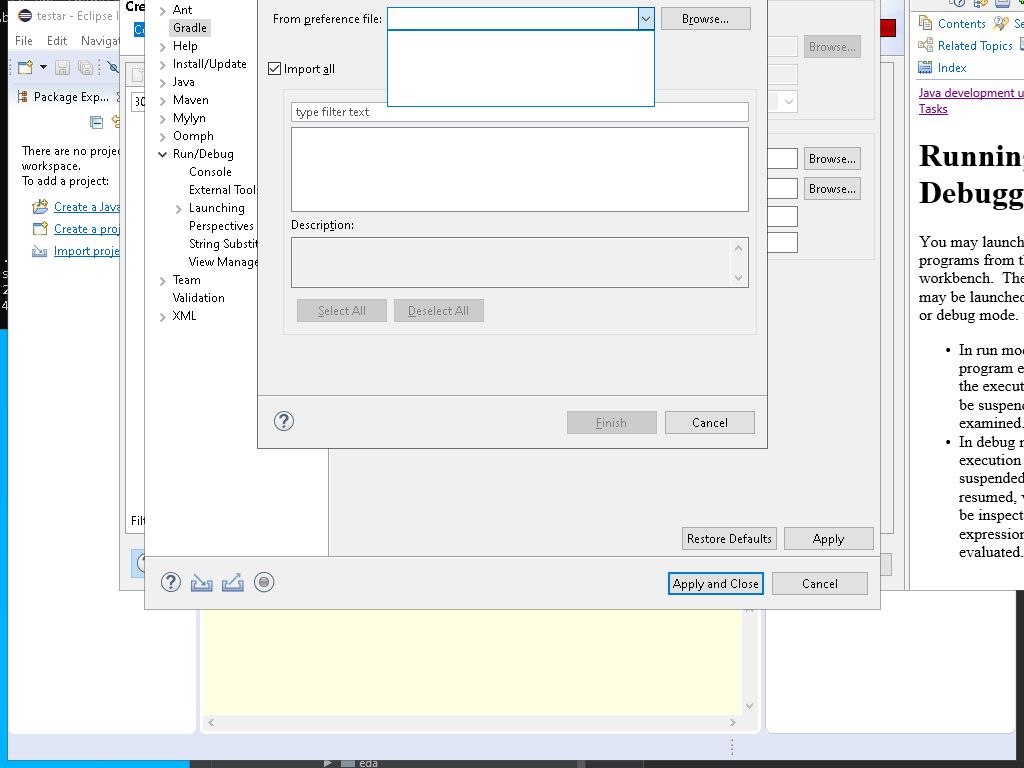 testar - Eclipse I
File Edit Navigat
Package Exp...
There are no projec
workspace.
To add a project:
Create a Java
Create a proj
Import proje
Cre
30
Filt
Ant
Gradle
Help
Install/Update
Java
Maven
Mylyn
Oomph
Run/Debug
Console
External Tool
Launching
Perspectives
String Substit
View Manage
Team
Validation
XML
From preference file:
Browse...
Import all
type filter text
Description:
Select All
Deselect All
Finish
Cancel
Browse...
Browse...
Browse...
Restore Defaults
Apply
Apply and Close
Cancel
Contents
Se
Related Topics
Index
Java development u
Tasks
Running
Debugg
You may launch
programs from th
workbench. The
may be launched
or debug mode.
• In run mod
program e
the execut
be suspend
examined.
• In debug m
execution
suspended
resumed, v
be inspect
expression
evaluated.
eda